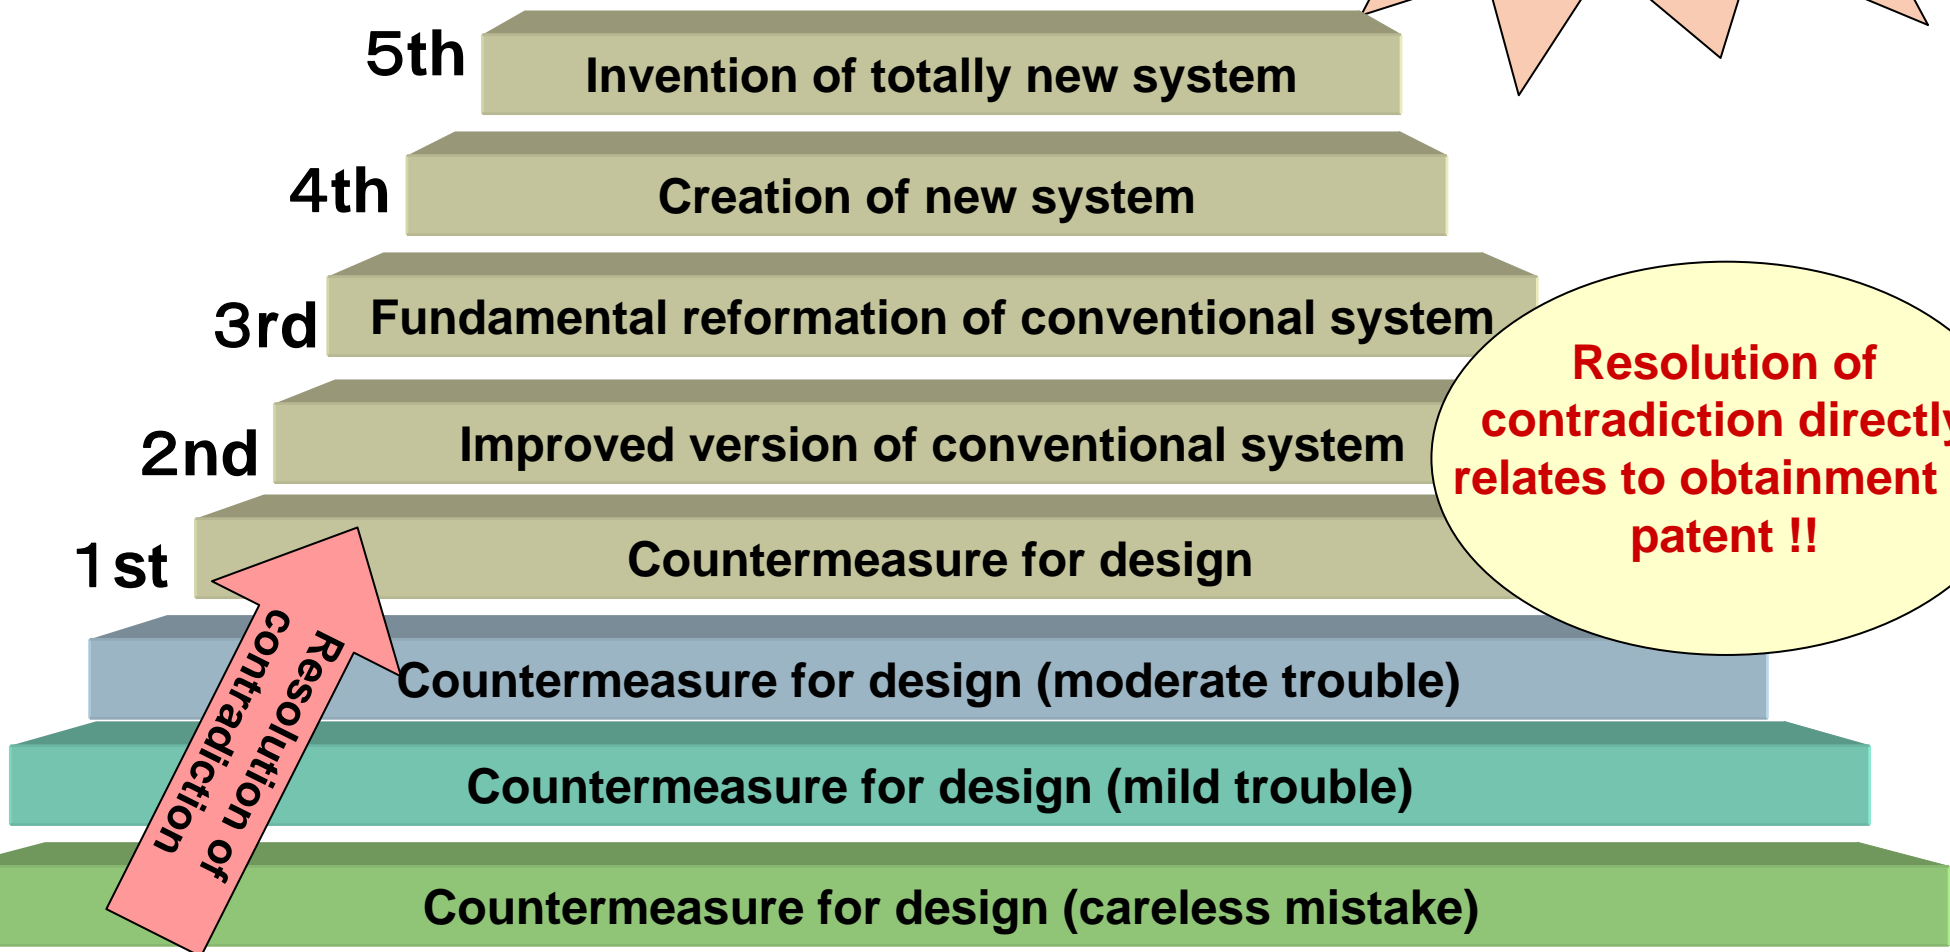 5th
Invention of totally new system
4th
Creation of new system
3rd
Fundamental reformation of conventional system
2nd
Improved version of conventional system
Resolution of
contradiction directly
relates to obtainment
patent !!
1st
Countermeasure for design
Resolution of
contradiction
Countermeasure for design (moderate trouble)
Countermeasure for design (mild trouble)
Countermeasure for design (careless mistake)